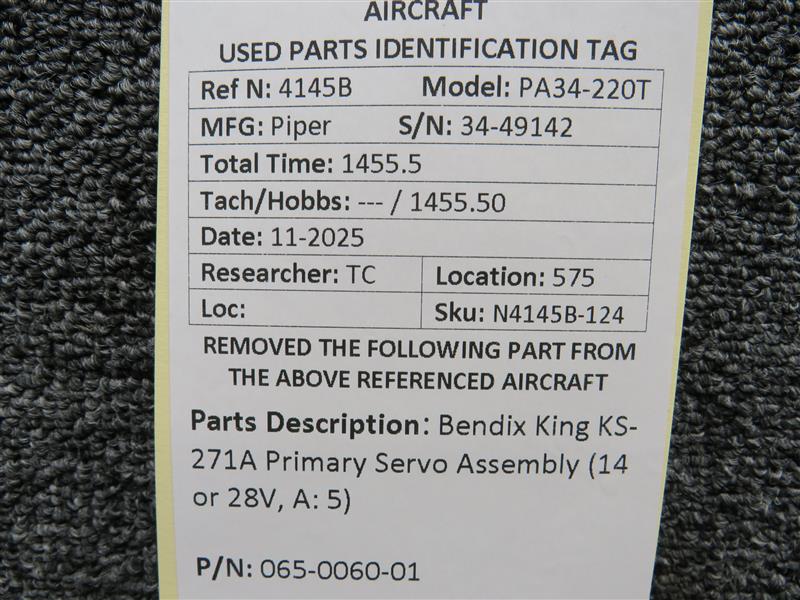 AIRCRAFT
USED PARTS IDENTIFICATION TAG
Ref N: 4145B Model: PA34-220T
MFG: Piper S/N: 34-49142
Total Time: 1455.5
Tach/Hobbs: --- / 1455.50
Date: 11-2025
Researcher: TC Location: 575
Loc: Sku: N4145B-124
REMOVED THE FOLLOWING PART FROM
THE ABOVE REFERENCED AIRCRAFT
Parts Description: Bendix King KS-
271A Primary Servo Assembly (14
or 28V, A: 5)
P/N: 065-0060-01